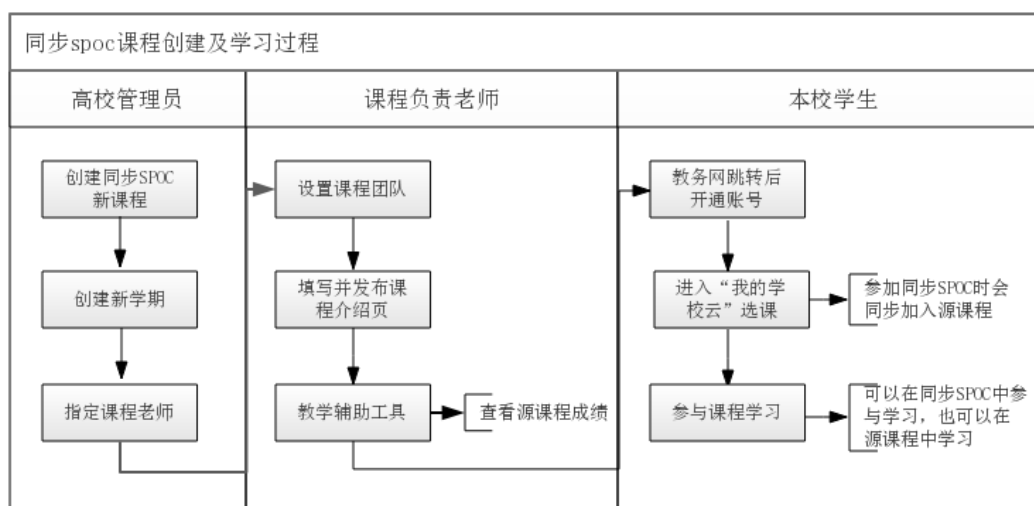 同步spoc课程创建及学习过程
高校管理员
课程负责老师
本校学生
创建同步SPOC
新课程
创建新学期
指定课程老师
设置课程团队
填写并发布课
程介绍页
教学辅助工具
查看源课程成绩
教务网跳转后
开通账号
进入“我的学
校云”选课
参加同步SPOC时会
同步加入源课程
参与课程学习
可以在同步SPOC中参
与学习，也可以在
源课程中学习